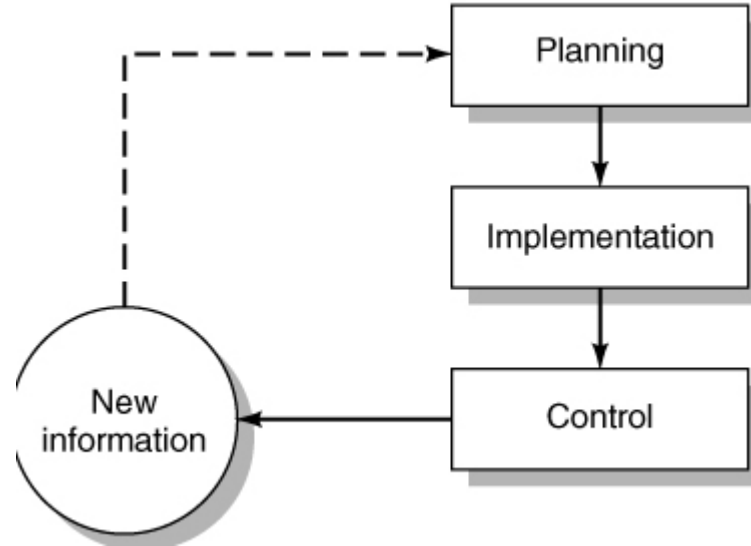 Planning
Implementation
Control
New
information